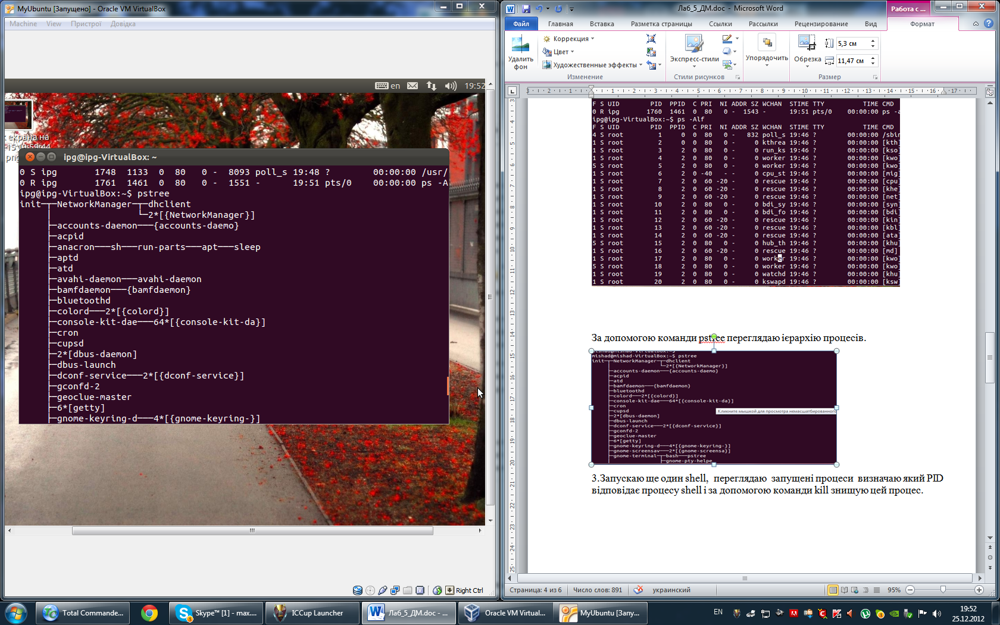 MyUbuntu [Запущено] - Oracle VM VirtualBox
Machine View Пристрої Довідка
en 19:52
екрана на
ipg@ipg-VirtualBox: ~
0 S ipg 1748 1133 0 80 0 - 8093 poll_s 19:48 ? 00:00:00 /usr/
0 R ipg 1761 1461 0 80 0 - 1551 - 19:51 pts/0 00:00:00 ps -A
ipg@ipg-VirtualBox:~$ pstree
init─┬─NetworkManager─┬─dhclient
│ └─2*[{NetworkManager}]
├─accounts-daemon───{accounts-daemo}
├─acpid
├─anacron───sh───run-parts───apt───sleep
├─aptd
├─atd
├─avahi-daemon───avahi-daemon
├─bamfdaemon───{bamfdaemon}
├─bluetoothd
├─colord───2*[{colord}]
├─console-kit-dae───64*[{console-kit-da}]
├─cron
├─cupsd
├─2*[dbus-daemon]
├─dbus-launch
├─dconf-service───2*[{dconf-service}]
├─gconfd-2
├─geoclue-master
├─6*[getty]
├─gnome-keyring-d───4*[{gnome-keyring-}]
Right Ctrl
Лаб_5_ДМ.doc - Microsoft Word
Работа с ...
Файл Главная Вставка Разметка страницы Ссылки Рассылки Рецензирование Вид Формат
Удалить фон
Коррекция
Цвет
Художественные эффекты
Изменение
Экспресс-стили
Стили рисунков
Упорядочить
Обрезка
5,3 см
11,47 см
Размер
F S UID PID PPID C PRI NI ADDR SZ WCHAN STIME TTY TIME CMD
0 R ipg 1760 1461 0 80 0 - 1543 - 19:51 pts/0 00:00:00 ps -a
ipg@ipg-VirtualBox:~$ ps -Alf
F S UID PID PPID C PRI NI ADDR SZ WCHAN STIME TTY TIME CMD
4 S root 1 0 0 80 0 - 832 poll_s 19:46 ? 00:00:00 /sbin
1 S root 2 0 0 80 0 - 0 kthrea 19:46 ? 00:00:00 [kth]
1 S root 3 2 0 80 0 - 0 run_ks 19:46 ? 00:00:00 [kso]
1 S root 4 2 0 80 0 - 0 worker 19:46 ? 00:00:00 [kwo]
5 S root 5 2 0 80 0 - 0 worker 19:46 ? 00:00:00 [kwo]
1 S root 6 2 0 -40 - - 0 cpu_st 19:46 ? 00:00:00 [mig]
1 S root 7 2 0 60 -20 - 0 rescue 19:46 ? 00:00:00 [cpu]
1 S root 8 2 0 60 -20 - 0 rescue 19:46 ? 00:00:00 [khe]
1 S root 9 2 0 60 -20 - 0 rescue 19:46 ? 00:00:00 [net]
1 S root 10 2 0 80 0 - 0 bdi_sy 19:46 ? 00:00:00 [syn]
1 S root 11 2 0 80 0 - 0 bdi_fo 19:46 ? 00:00:00 [bdi]
1 S root 12 2 0 60 -20 - 0 rescue 19:46 ? 00:00:00 [kin]
1 S root 13 2 0 60 -20 - 0 rescue 19:46 ? 00:00:00 [kbl]
1 S root 14 2 0 60 -20 - 0 rescue 19:46 ? 00:00:00 [ata]
5 S root 15 2 0 80 0 - 0 hub_th 19:46 ? 00:00:00 [khu]
1 S root 16 2 0 60 -20 - 0 rescue 19:46 ? 00:00:00 [md]
1 S root 17 2 0 80 0 - 0 worker 19:46 ? 00:00:00 [kwo]
5 S root 18 2 0 80 0 - 0 worker 19:46 ? 00:00:00 [kwo]
1 S root 19 2 0 80 0 - 0 watchd 19:46 ? 00:00:00 [khu]
1 S root 20 2 0 80 0 - 0 kswapd 19:46 ? 00:00:00 [ksw]
За допомогою команди pstree переглядаю ієрархію процесів.
mishad@mishad-VirtualBox:~$ pstree
init─┬─NetworkManager─┬─dhclient
│ └─2*[{NetworkManager}]
├─accounts-daemon───{accounts-daemo}
├─acpid
├─atd
├─bamfdaemon───{bamfdaemon}
├─bluetoothd
├─colord───2*[{colord}]
├─console-kit-dae───64*[{console-kit-da}]
├─cron
├─cupsd
Кликните мышкой для просмотра немасштабированного
├─2*[dbus-daemon]
├─dbus-launch
├─dconf-service───2*[{dconf-service}]
├─gconfd-2
├─geoclue-master
├─6*[getty]
├─gnome-keyring-d───4*[{gnome-keyring-}]
├─gnome-screensav───2*[{gnome-screensa}]
├─gnome-terminal─┬─bash───pstree
│ ├─gnome-pty-helpe
3.Запускаю ще один shell, переглядаю запущені процеси визначаю який PID
відповідає процесу shell і за допомогою команди kill знищую цей процес.
Страница: 4 из 6 Число слов: 891 украинский 95%
Total Commande... Skype™ [1] - max.... ICCup Launcher Лаб_5_ДМ.doc - ... Oracle VM Virtual... MyUbuntu [Запу...
EN 19:52
25.12.2012